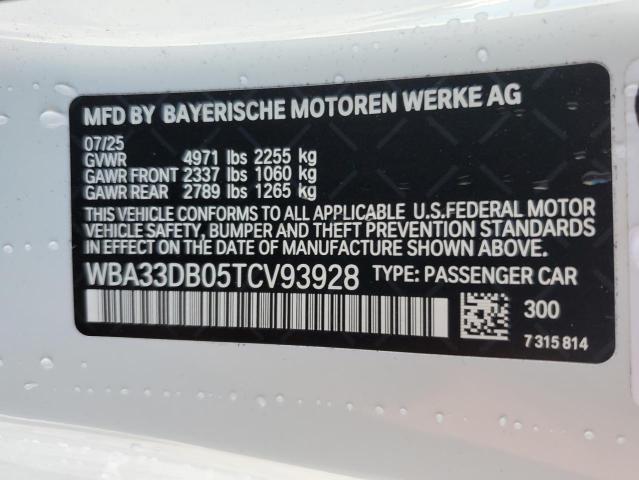 MFD BY BAYERISCHE MOTOREN WERKE AG
07/25
GVWR 4971 lbs 2255 kg
GAWR FRONT 2337 lbs 1060 kg
GAWR REAR 2789 lbs 1265 kg
THIS VEHICLE CONFORMS TO ALL APPLICABLE U.S.FEDERAL MOTOR
VEHICLE SAFETY, BUMPER AND THEFT PREVENTION STANDARDS
IN EFFECT ON THE DATE OF MANUFACTURE SHOWN ABOVE.
WBA33DB05TCV93928 TYPE: PASSENGER CAR
300
7 315 814